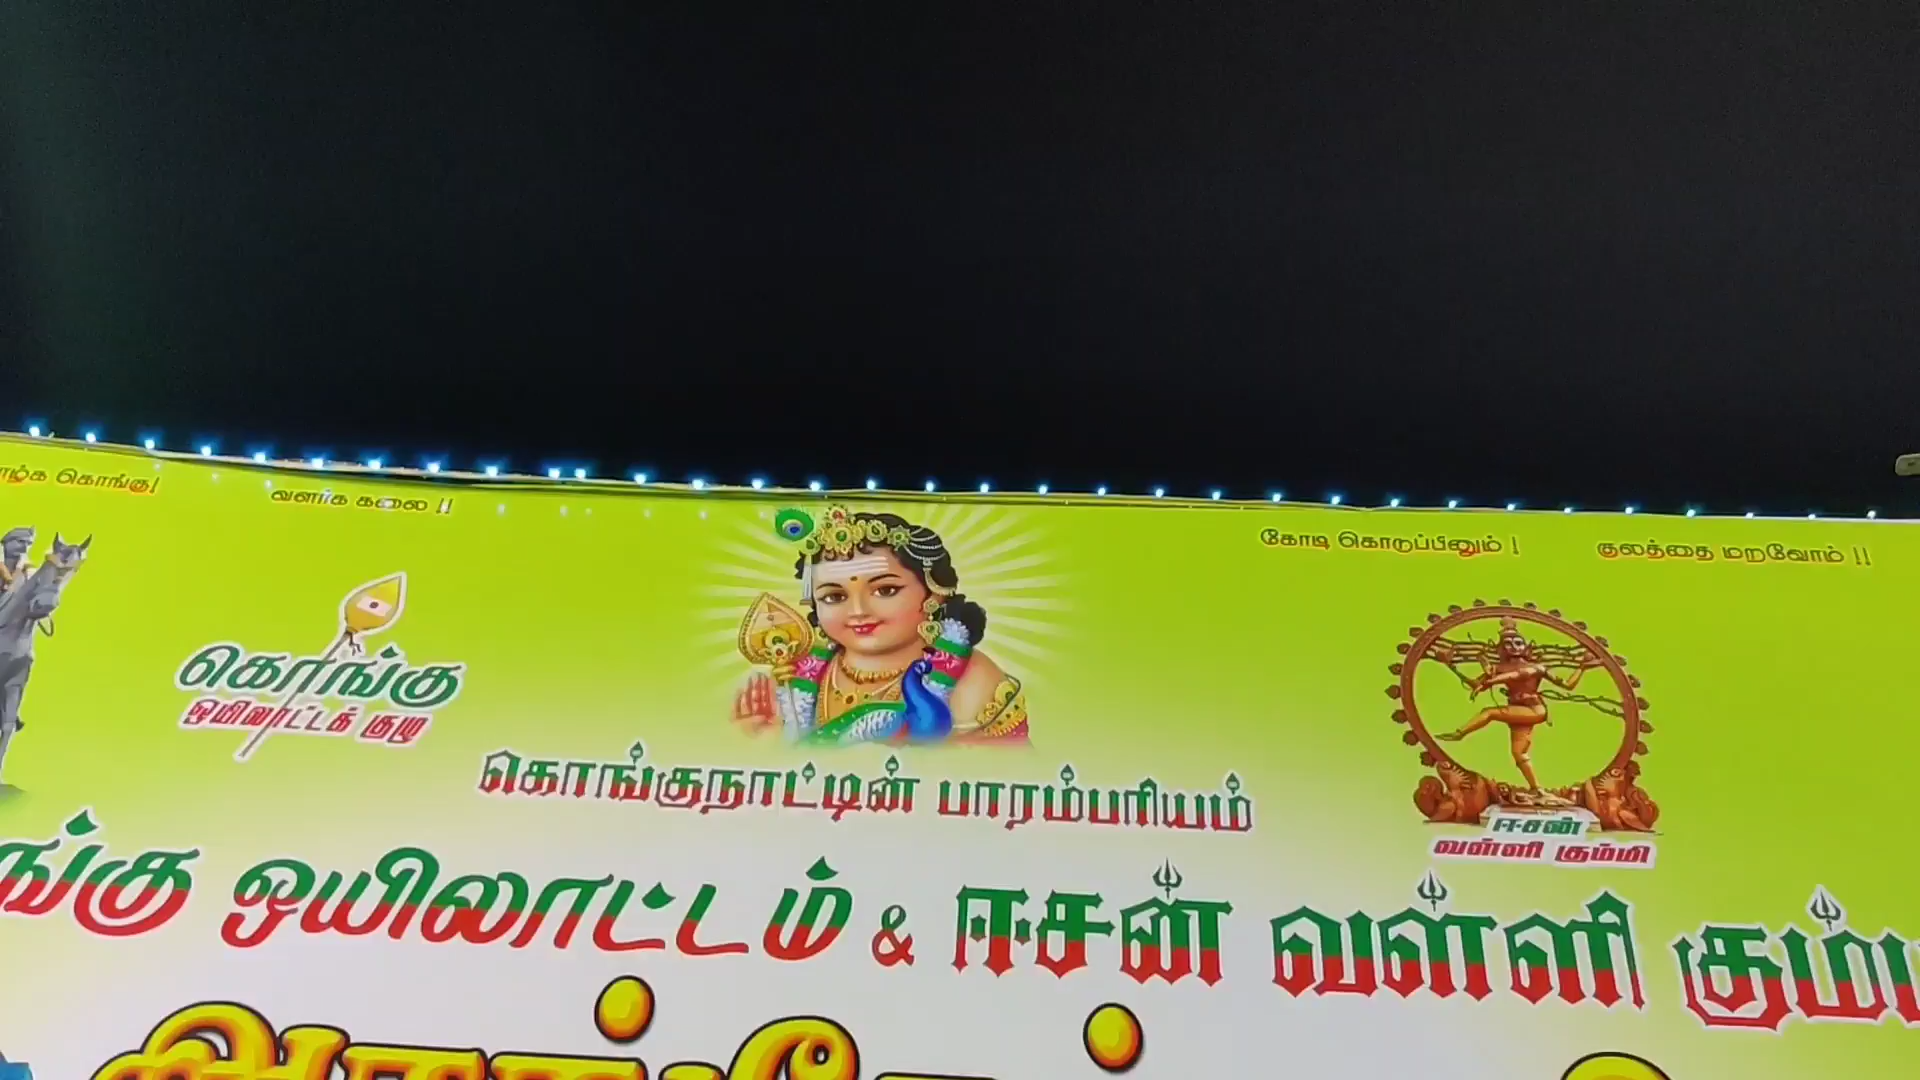 கொங்கு! வளர்க கலை !! கோடி கொடுப்பினும் ! குலத்தை மறவோம் !!
கொங்கு
ஒயிலாட்டக் குழு
ஈசன்
வள்ளி கும்மி
கொங்குநாட்டின் பாரம்பரியம்
ஒயிலாட்டம் & ஈசன் வள்ளி